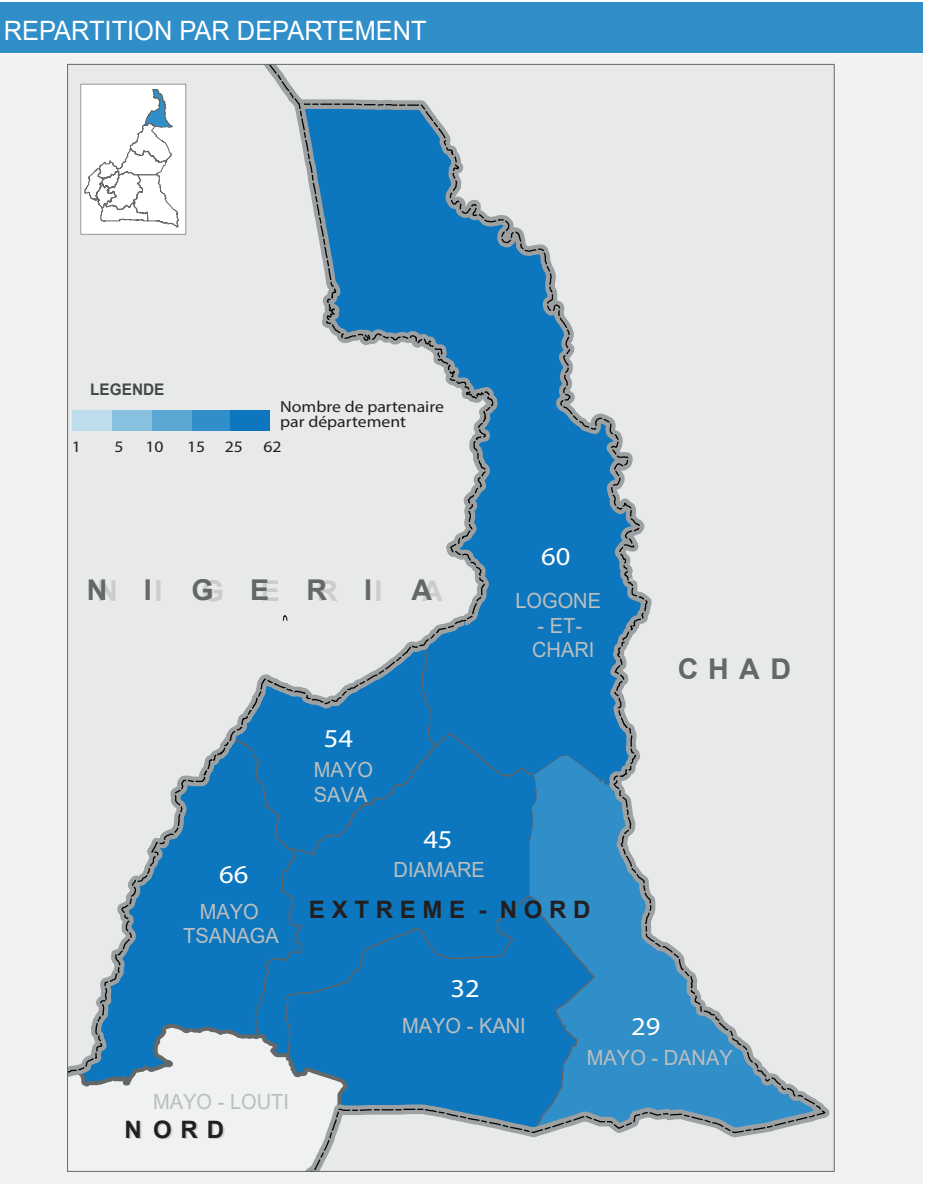 REPARTITION PAR DEPARTEMENT
LEGENDE
Nombre de partenaire
par département
1 5 10 15 25 62
NIGERIA
60
LOGONE
- ET-
CHARI
CHAD
54
MAYO
SAVA
45
DIAMARE
66
MAYO
TSANAGA
EXTREME - NORD
32
MAYO - KANI
29
MAYO - DANAY
MAYO - LOUTI
NORD